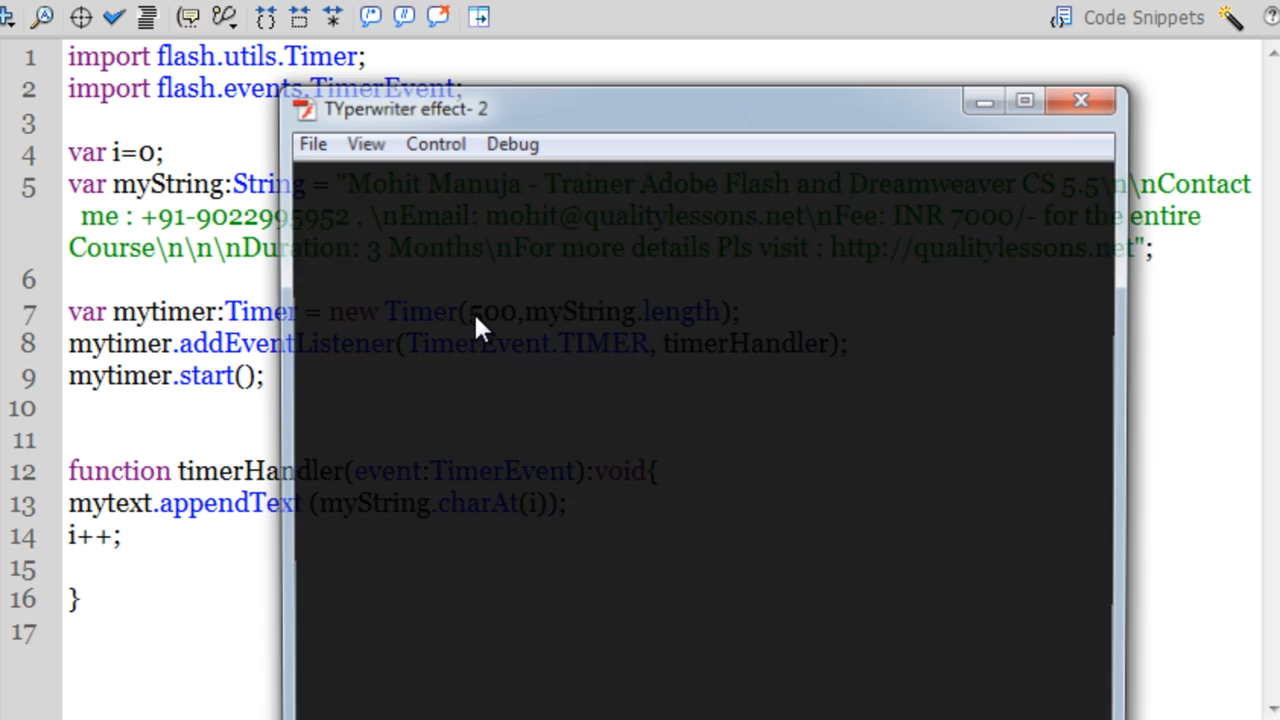 Code Snippets
1 import flash.utils.Timer;
2 import flash.events.TimerEvent;
TYperwriter effect- 2
3
File View Control Debug
4 var i=0;
5 var myString:String = "Mohit Manuja - Trainer Adobe Flash and Dreamweaver CS 5.5\n\nContact
me : +91-9022995952 , \nEmail: mohit@qualitylessons.net\nFee: INR 7000/- for the entire
Course\n\n\nDuration: 3 Months\nFor more details Pls visit : http://qualitylessons.net";
6
7 var mytimer:Timer = new Timer(500,myString.length);
8 mytimer.addEventListener(TimerEvent.TIMER, timerHandler);
9 mytimer.start();
10
11
12 function timerHandler(event:TimerEvent):void{
13 mytext.appendText (myString.charAt(i));
14 i++;
15
16 }
17